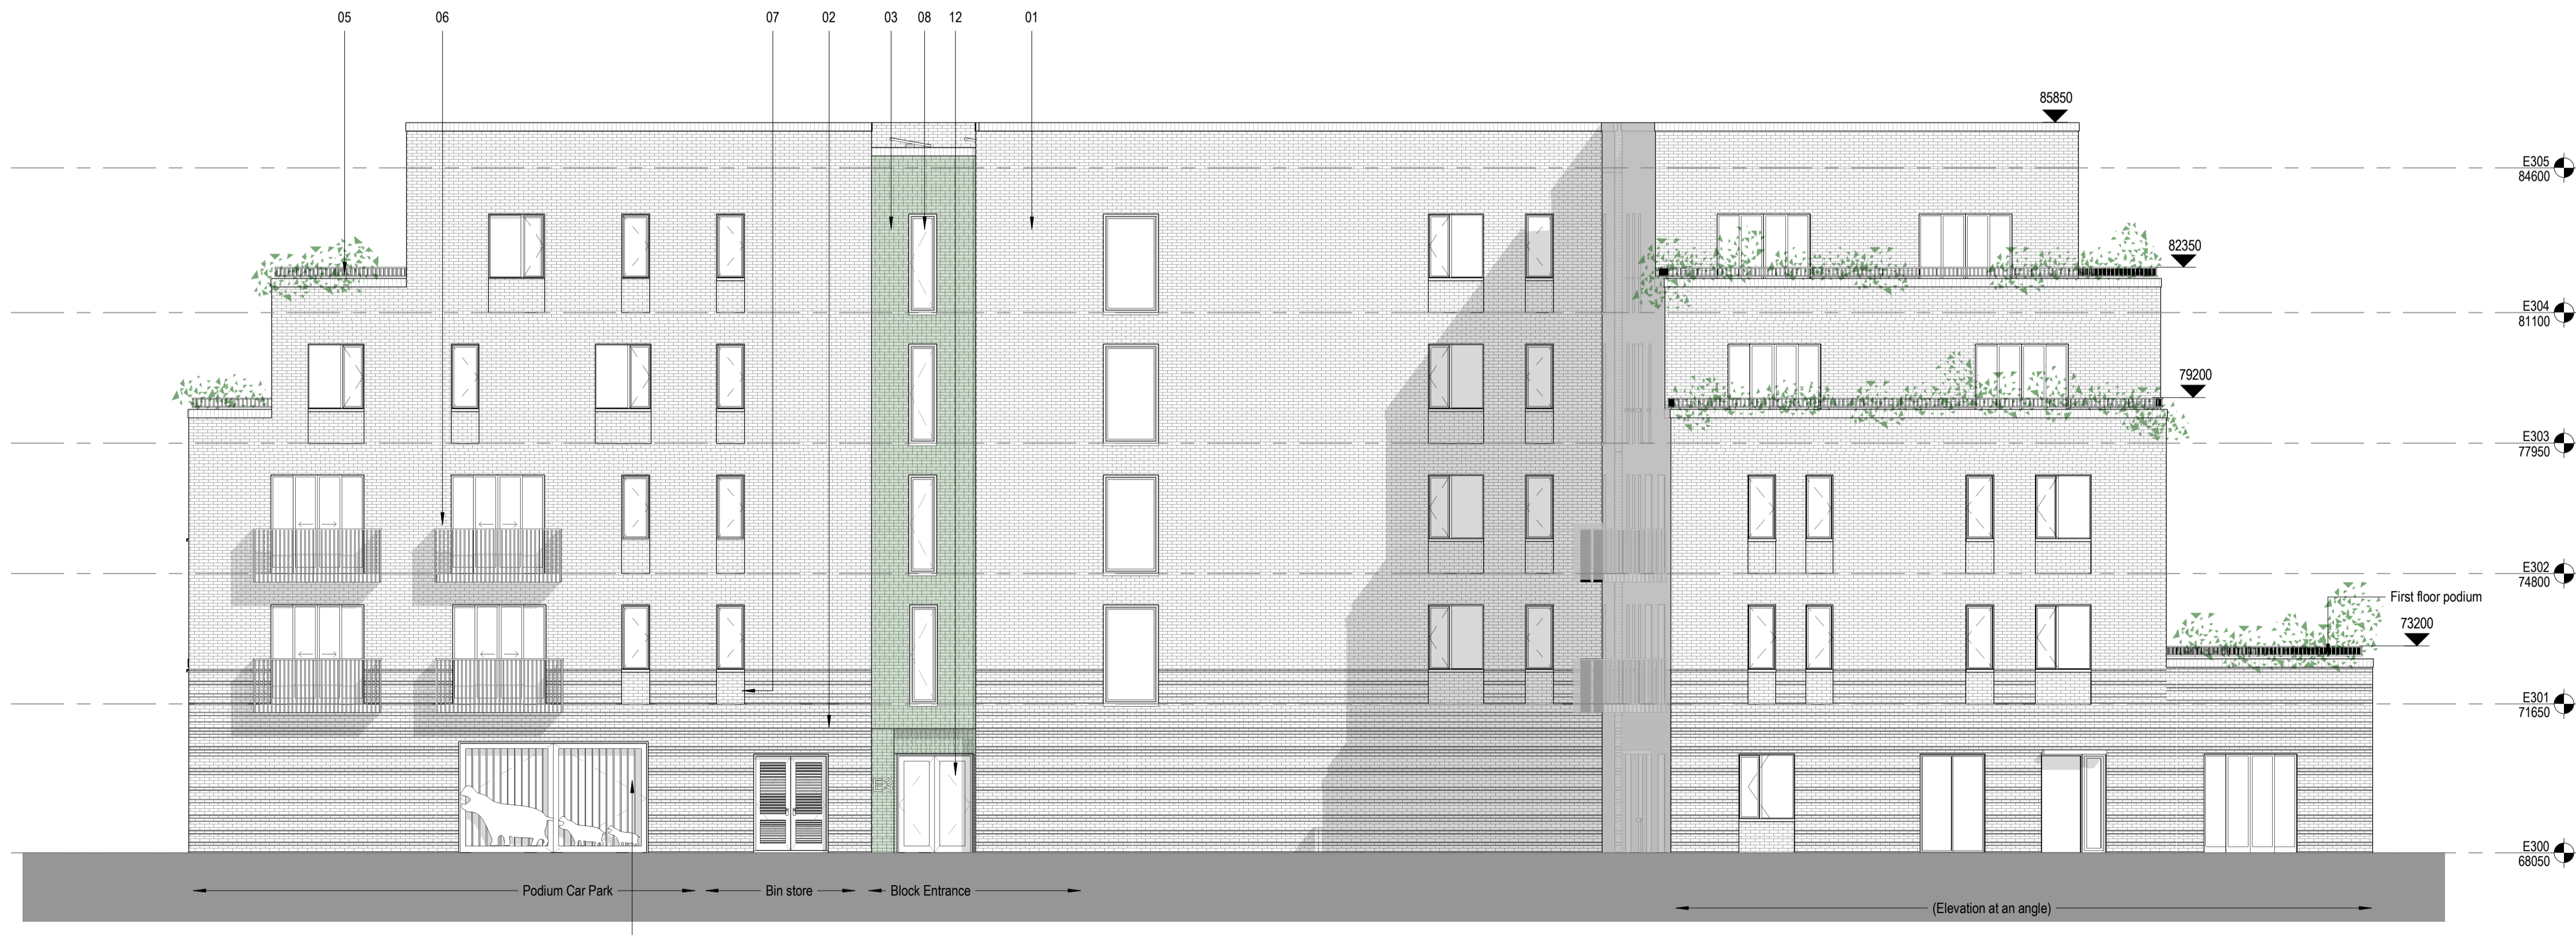 05 06 07 02 03 08 12 01
85850
E305
84600
82350
E304
81100
79200
E303
77950
E302
74800
First floor podium
73200
E301
71650
E3
E300
68050
Podium Car Park
Bin store
Block Entrance
(Elevation at an angle)